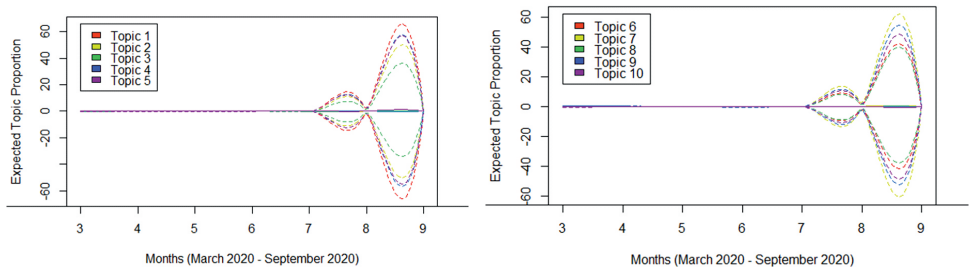 Expected Topic Proportion
60
40
20
0
-20
-60
Topic 1
Topic 2
Topic 3
Topic 4
Topic 5
3 4 5 6 7 8 9
Months (March 2020 - September 2020)
Expected Topic Proportion
60
40
20
0
-20
-40
-60
Topic 6
Topic 7
Topic 8
Topic 9
Topic 10
3 4 5 6 7 8 9
Months (March 2020 - September 2020)